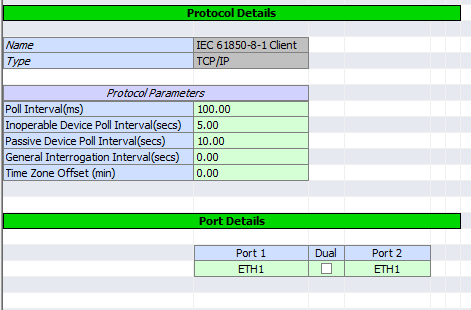 Protocol Details
Name IEC 61850-8-1 Client
Type TCP/IP
Protocol Parameters
Poll Interval(ms) 100.00
Inoperable Device Poll Interval(secs) 5.00
Passive Device Poll Interval(secs) 10.00
General Interrogation Interval(secs) 0.00
Time Zone Offset (min) 0.00
Port Details
Port 1 Dual Port 2
ETH1 ETH1